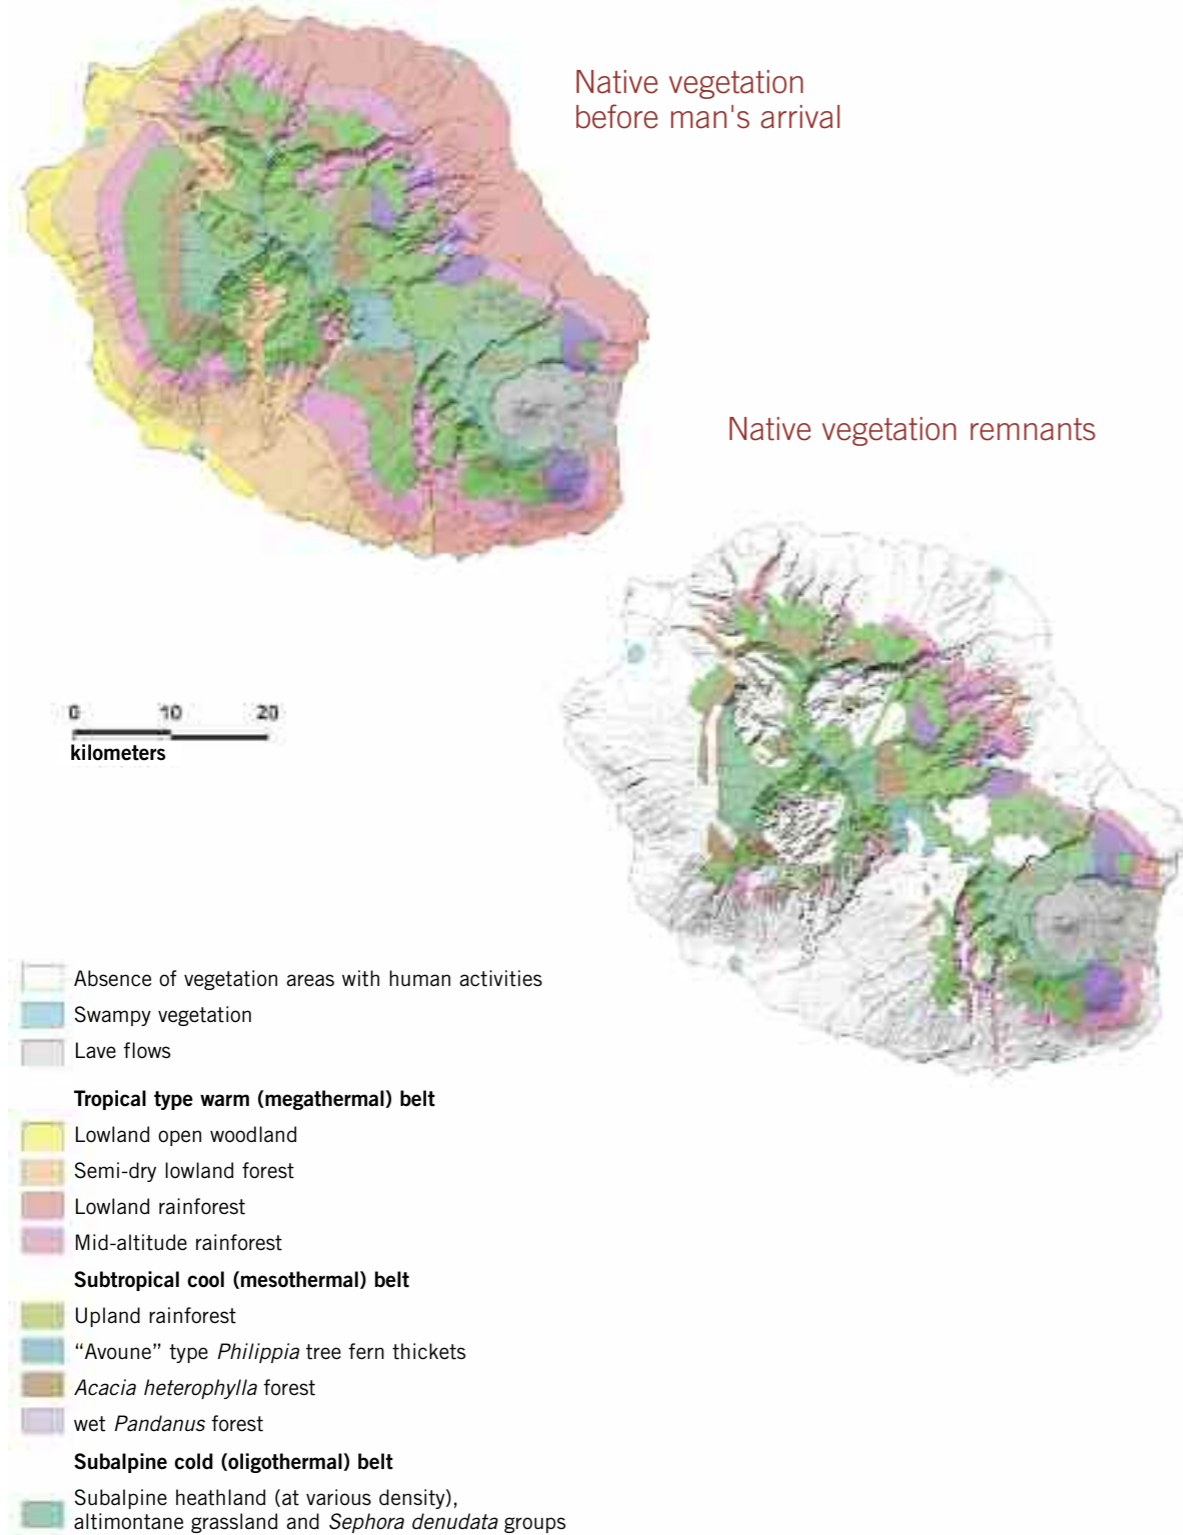 Native vegetation
before man's arrival
Native vegetation remnants
0 10 20
kilometers
Absence of vegetation areas with human activities
Swampy vegetation
Lave flows
Tropical type warm (megathermal) belt
Lowland open woodland
Semi-dry lowland forest
Lowland rainforest
Mid-altitude rainforest
Subtropical cool (mesothermal) belt
Upland rainforest
“Avoune” type Philippia tree fern thickets
Acacia heterophylla forest
wet Pandanus forest
Subalpine cold (oligothermal) belt
Subalpine heathland (at various density),
altimontane grassland and Sephora denudata groups